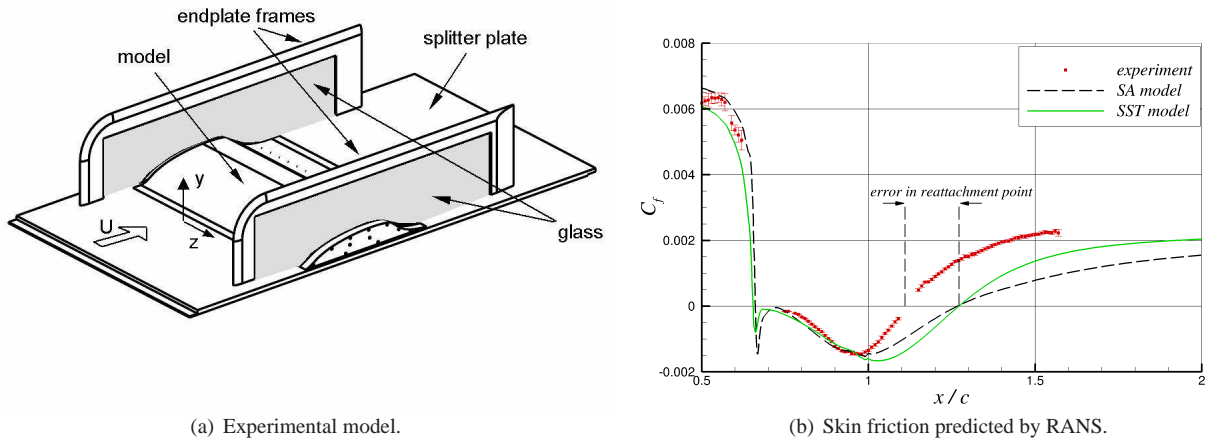 endplate frames
model
splitter plate
y
U
z
glass
(a) Experimental model.
0.008
0.006
0.004
0.002
0
-0.002
C_f
experiment
SA model
SST model
error in reattachment point
0.5
1
1.5
2
x / c
(b) Skin friction predicted by RANS.